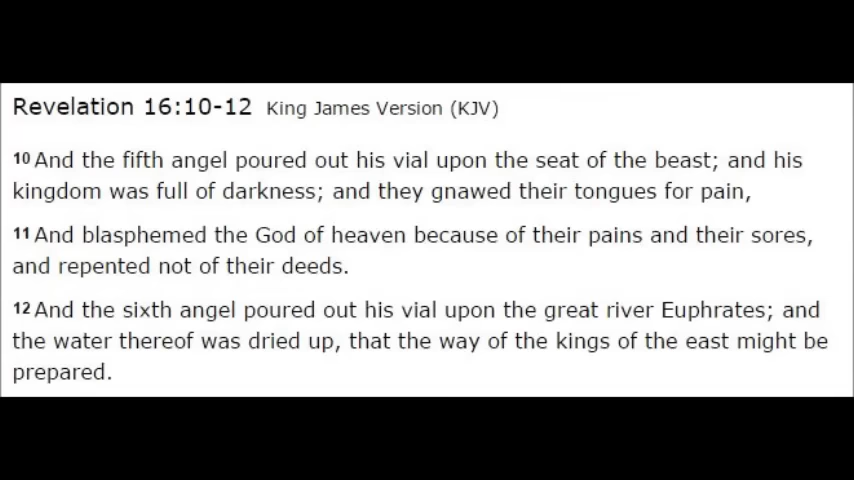 Revelation 16:10-12 King James Version (KJV)
10 And the fifth angel poured out his vial upon the seat of the beast; and his
kingdom was full of darkness; and they gnawed their tongues for pain,
11 And blasphemed the God of heaven because of their pains and their sores,
and repented not of their deeds.
12 And the sixth angel poured out his vial upon the great river Euphrates; and
the water thereof was dried up, that the way of the kings of the east might be
prepared.